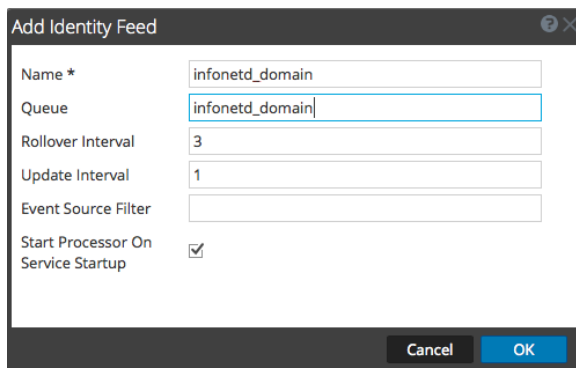 Add Identity Feed
Name * infonetd_domain
Queue infonetd_domain
Rollover Interval 3
Update Interval 1
Event Source Filter
Start Processor On
Service Startup
Cancel OK